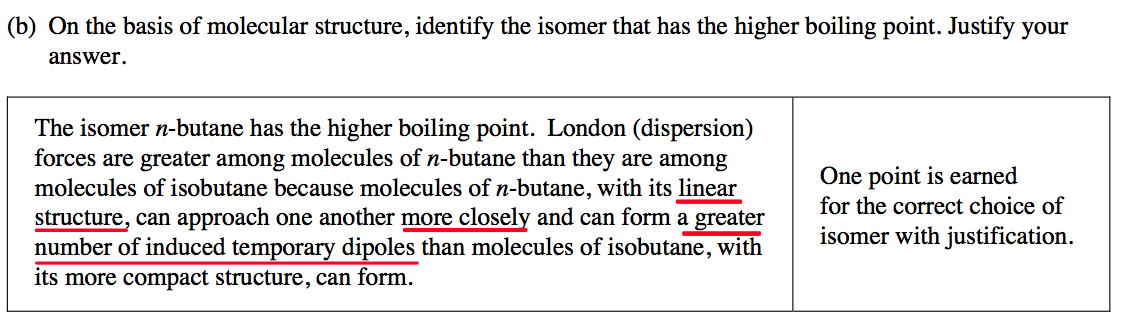 (b) On the basis of molecular structure, identify the isomer that has the higher boiling point. Justify your
answer.
The isomer n-butane has the higher boiling point. London (dispersion)
forces are greater among molecules of n-butane than they are among
molecules of isobutane because molecules of n-butane, with its linear
structure, can approach one another more closely and can form a greater
number of induced temporary dipoles than molecules of isobutane, with
its more compact structure, can form.
One point is earned
for the correct choice of
isomer with justification.